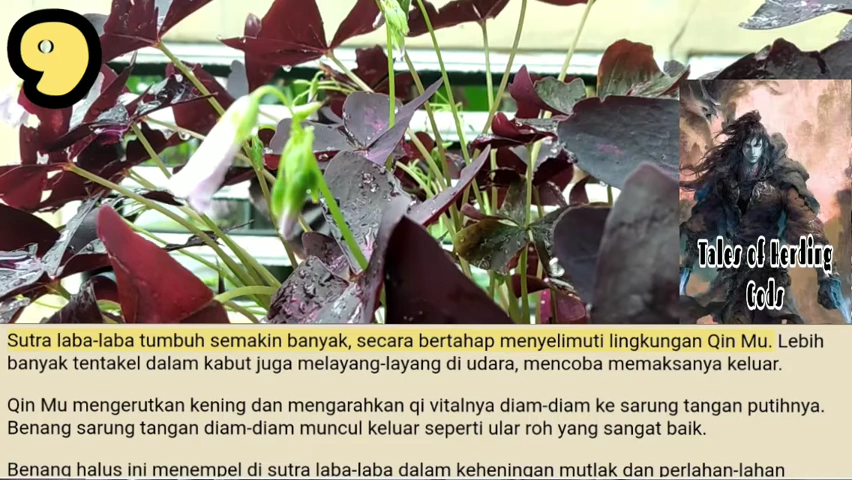 9
Tales of Herding
Gods
Sutra laba-laba tumbuh semakin banyak, secara bertahap menyelimuti lingkungan Qin Mu. Lebih
banyak tentakel dalam kabut juga melayang-layang di udara, mencoba memaksanya keluar.
Qin Mu mengerutkan kening dan mengarahkan qi vitalnya diam-diam ke sarung tangan putihnya.
Benang sarung tangan diam-diam muncul keluar seperti ular roh yang sangat baik.
Benang halus ini menempel di sutra laba-laba dalam keheningan mutlak dan perlahan-lahan